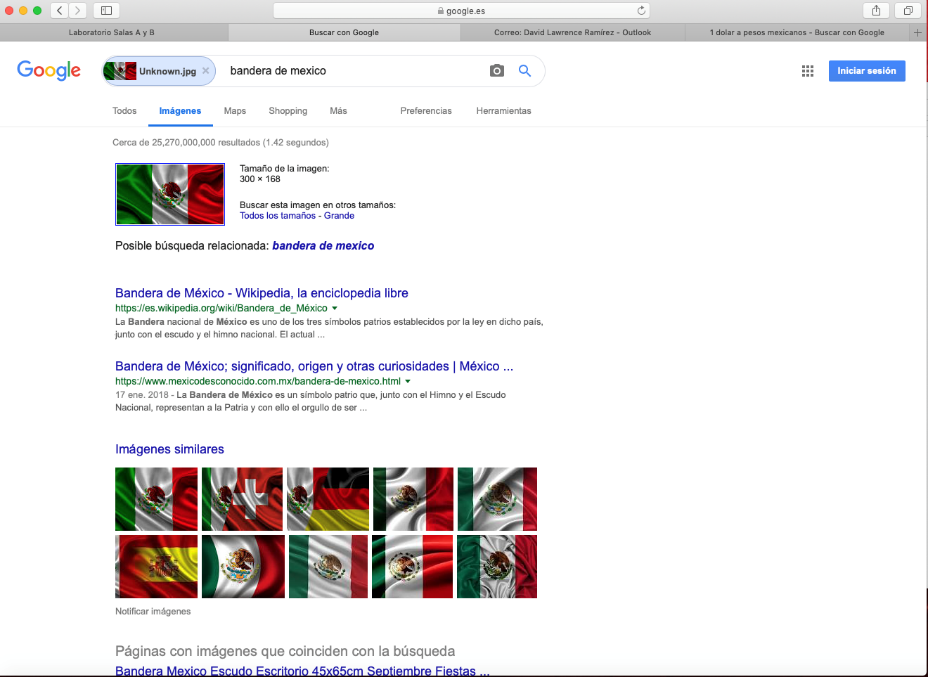 google.es
Laboratorio Salas A y B
Buscar con Google
Correo: David Lawrence Ramírez - Outlook
1 dolar a pesos mexicanos - Buscar con Google
Google
Unknown.jpg
bandera de mexico
Iniciar sesión
Todos
Imágenes
Maps
Shopping
Más
Preferencias
Herramientas
Cerca de 25,270,000,000 resultados (1.42 segundos)
Tamaño de la imagen:
300 × 168
Buscar esta imagen en otros tamaños:
Todos los tamaños - Grande
Posible búsqueda relacionada: bandera de mexico
Bandera de México - Wikipedia, la enciclopedia libre
https://es.wikipedia.org/wiki/Bandera_de_México
La Bandera nacional de México es uno de los tres símbolos patrios establecidos por la ley en dicho país,
junto con el escudo y el himno nacional. El actual ...
Bandera de México; significado, origen y otras curiosidades | México ...
https://www.mexicodesconocido.com.mx/bandera-de-mexico.html
17 ene. 2018 - La Bandera de México es un símbolo patrio que, junto con el Himno y el Escudo
Nacional, representan a la Patria y con ello el orgullo de ser ...
Imágenes similares
Notificar imágenes
Páginas con imágenes que coinciden con la búsqueda
Bandera Mexico Escudo Escritorio 45x65cm Septiembre Fiestas ...